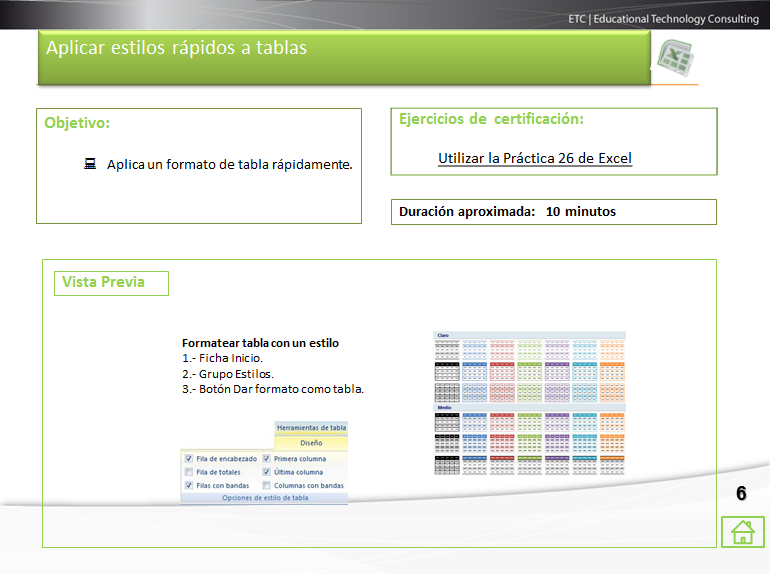 ETC | Educational Technology Consulting
Aplicar estilos rápidos a tablas
Objetivo:
Aplica un formato de tabla rápidamente.
Ejercicios de certificación:
Utilizar la Práctica 26 de Excel
Duración aproximada: 10 minutos
Vista Previa
Formatear tabla con un estilo
1.- Ficha Inicio.
2.- Grupo Estilos.
3.- Botón Dar formato como tabla.
Herramientas de tabla
Diseño
Fila de encabezado Primera columna
Fila de totales Última columna
Filas con bandas Columnas con bandas
Opciones de estilo de tabla
Claro
Medio
6